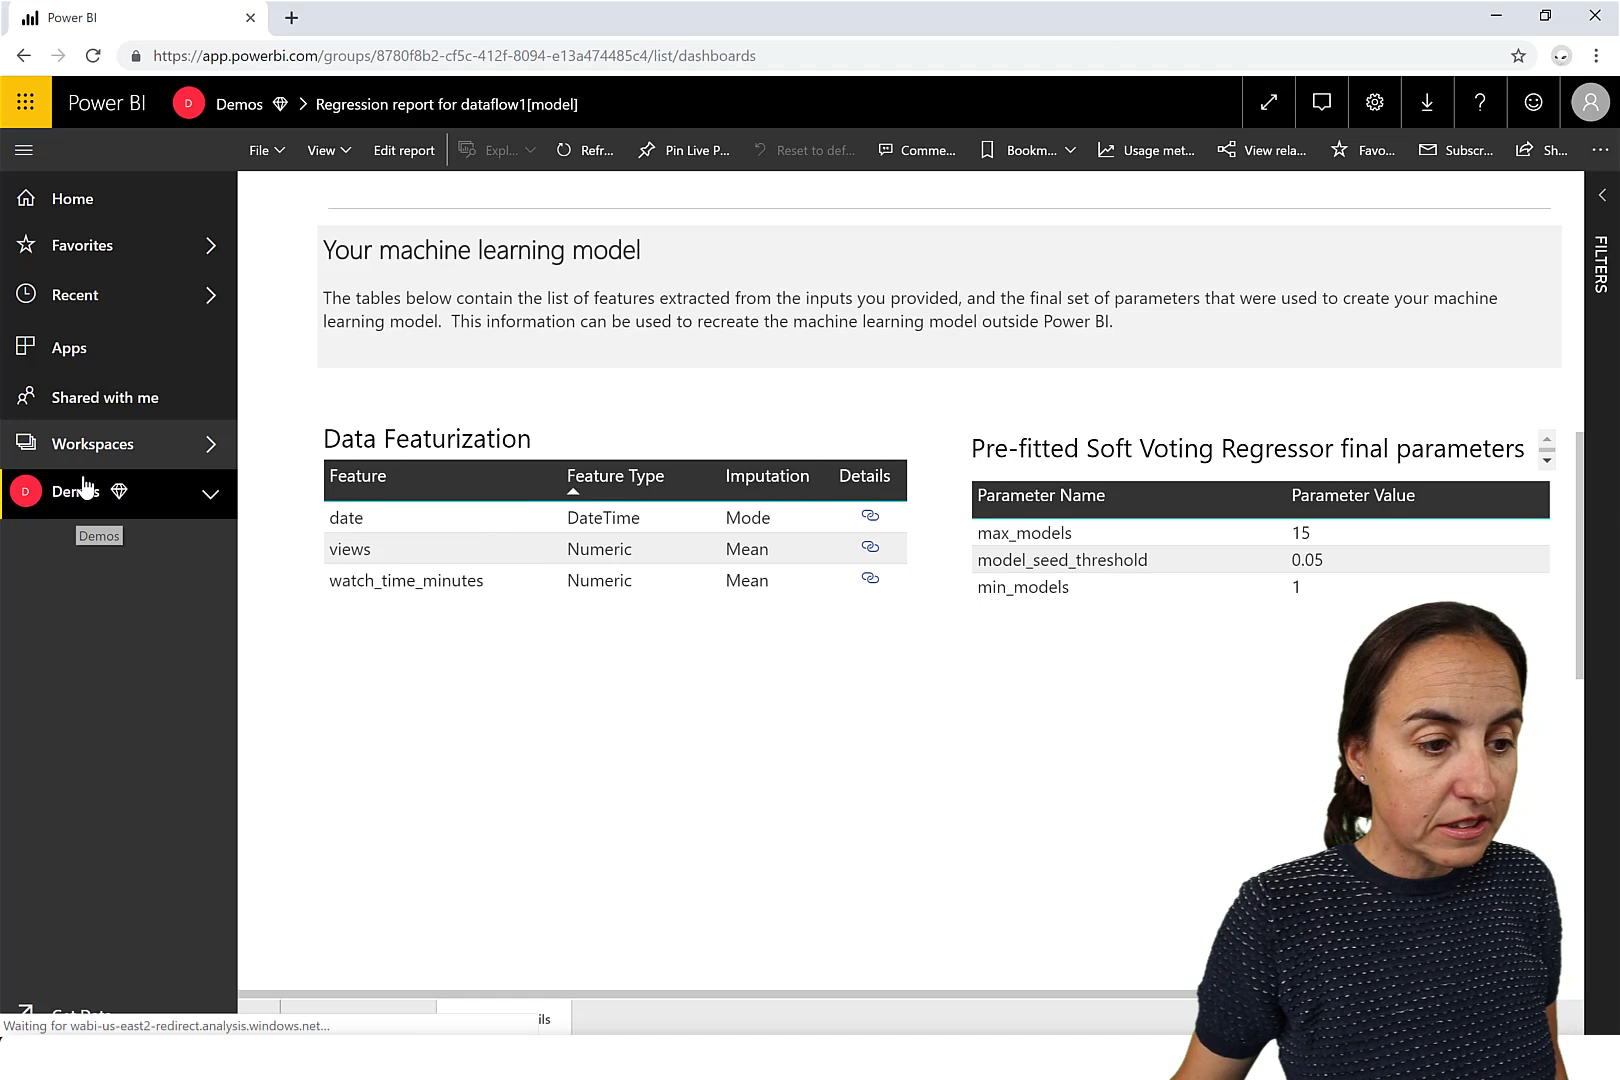 Power BI
https://app.powerbi.com/groups/8780f8b2-cf5c-412f-8094-e13a474485c4/list/dashboards
Power BI D Demos Regression report for dataflow1[model] ?
File View Edit report Expl... Refr... Pin Live P... Reset to def... Comme... Bookm... Usage met... View rela... Favo... Subscr... Sh... ...
Home
Favorites
Recent
Apps
Shared with me
Workspaces
D Demos
Demos
FILTERS
Your machine learning model
The tables below contain the list of features extracted from the inputs you provided, and the final set of parameters that were used to create your machine
learning model. This information can be used to recreate the machine learning model outside Power BI.
Data Featurization
Feature Feature Type Imputation Details
date DateTime Mode
views Numeric Mean
watch_time_minutes Numeric Mean
Pre-fitted Soft Voting Regressor final parameters
Parameter Name Parameter Value
max_models 15
model_seed_threshold 0.05
min_models 1
ils
Waiting for wabi-us-east2-redirect.analysis.windows.net...